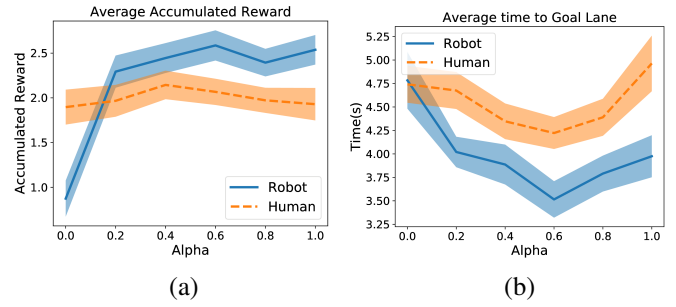 Average Accumulated Reward
Accumulated Reward
2.5
2.0
1.5
1.0
Robot
Human
0.0 0.2 0.4 0.6 0.8 1.0
Alpha
(a)
Average time to Goal Lane
Time(s)
5.25
5.00
4.75
4.50
4.25
4.00
3.75
3.50
3.25
Robot
Human
0.0 0.2 0.4 0.6 0.8 1.0
Alpha
(b)